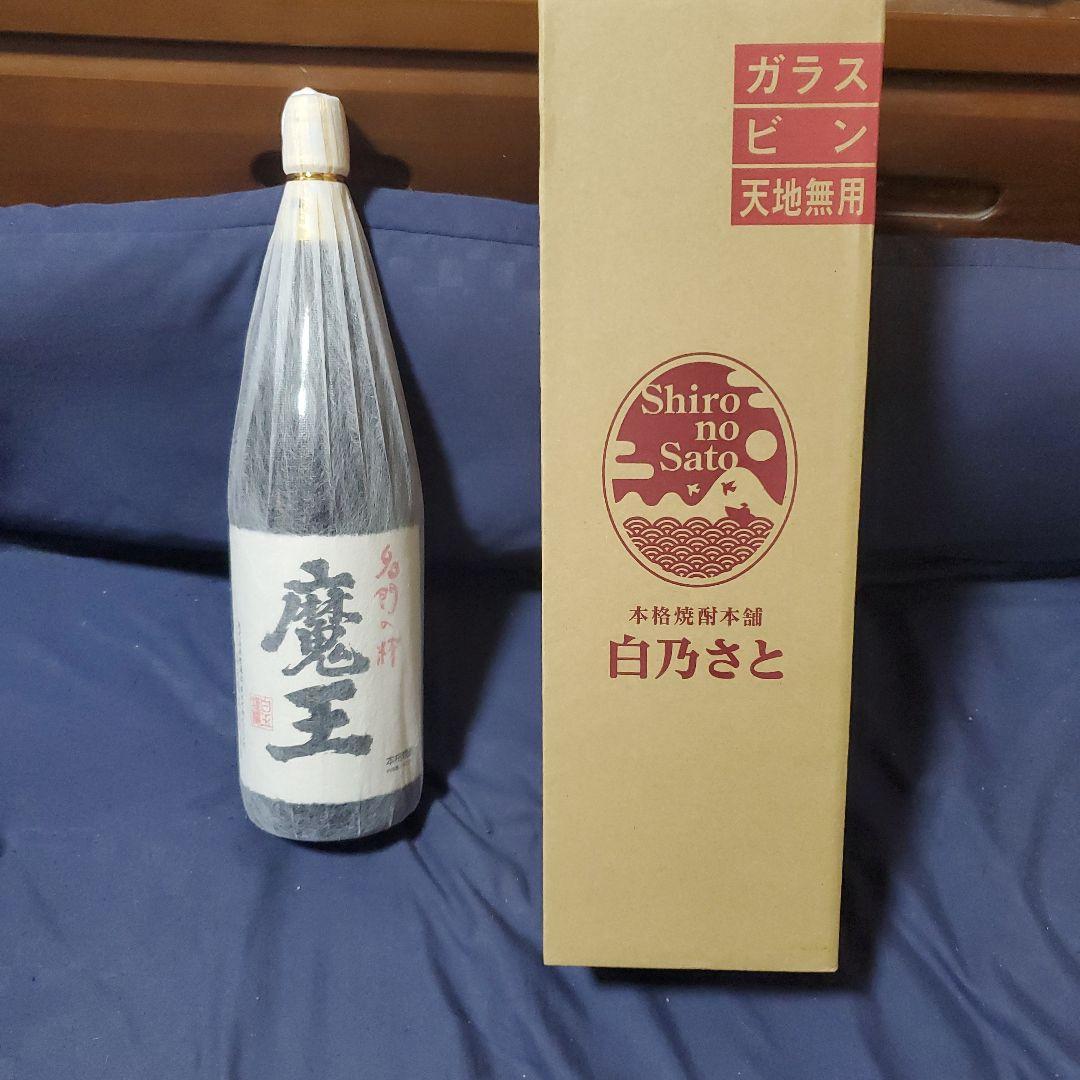 名門の粋
魔王
ガラス
ビン
天地無用
Shiro
no
Sato
本格焼酎本舗
白乃さと